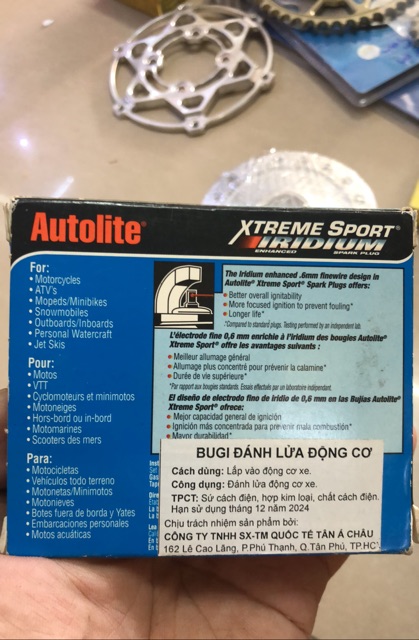 Autolite®
XTREME SPORT®
IRIDIUM
ENHANCED SPARK PLUG
For:
• Motorcycles
• ATV's
• Mopeds/Minibikes
• Snowmobiles
• Outboards/Inboards
• Personal Watercraft
• Jet Skis
Pour:
• Motos
• VTT
• Cyclomoteurs et minimotos
• Motoneiges
• Hors-bord ou in-bord
• Motomarines
• Scooters des mers
Para:
• Motocicletas
• Vehículos todo terreno
• Monotetas/Minimotos
• Motonieves
• Botes fuera de borda y Yates
• Embarcaciones personales
• Motos acuáticas
The Iridium enhanced .6mm finewire design in
Autolite® Xtreme Sport® Spark Plugs offers:
• Better overall ignitability
• More focused ignition to prevent fouling*
• Longer life*
*Compared to standard plugs. Testing performed by an independent lab.
L'électrode fino 0,6 mm enrichie à l'iridium des bougies Autolite®
Xtreme Sport® offre les avantages suivants :
• Meilleur allumage général
• Allumage plus concentré pour prévenir la calamine*
• Durée de vie supérieure*
*Par rapport aux bougies standards. Essais effectués par un laboratoire indépendant.
El diseño de electrodo fino de iridio de 0,6 mm en las Bujías Autolite®
Xtreme Sport® ofrece:
• Mejor capacidad general de ignición
• Ignición más concentrada para prevenir mala combustión*
• Mayor durabilidad*
BUGI ĐÁNH LỬA ĐỘNG CƠ
Cách dùng: Lắp vào động cơ xe.
Công dụng: Đánh lửa động cơ xe.
TPCT: Sứ cách điện, hợp kim loại, chất cách điện.
Hạn sử dụng tháng 12 năm 2024
Chịu trách nhiệm sản phẩm bởi:
CÔNG TY TNHH SX-TM QUỐC TẾ TÂN Á CHÂU
162 Lê Cao Lãng, P.Phú Thạnh, Q.Tân Phú, TP.HC